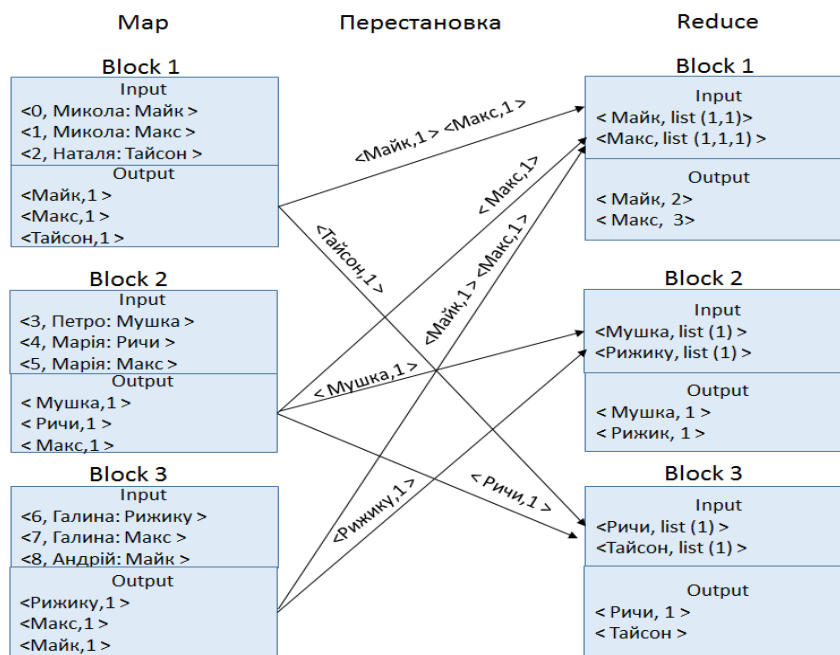 Map
Перестановка
Reduce
Block 1
Input
<0, Микола: Майк >
<1, Микола: Макс >
<2, Наталя: Тайсон >
Output
<Майк,1 >
<Макс,1 >
<Тайсон,1 >
Block 2
Input
<3, Петро: Мушка >
<4, Марія: Ричи >
<5, Марія: Макс >
Output
< Мушка,1 >
< Ричи,1 >
< Макс,1 >
Block 3
Input
<6, Галина: Рижику >
<7, Галина: Макс >
<8, Андрій: Майк >
Output
<Рижику,1 >
<Макс,1 >
<Майк,1 >
<Майк,1 > <Макс,1 >
< Макс,1 >
<Тайсон,1 >
<Майк,1 > <Макс,1 >
< Мушка,1 >
< Ричи,1 >
<Рижику,1 >
Block 1
Input
< Майк, list (1,1)>
<Макс, list (1,1,1) >
Output
< Майк, 2>
< Макс, 3>
Block 2
Input
<Мушка, list (1) >
<Рижику, list (1) >
Output
< Мушка, 1 >
< Рижик, 1 >
Block 3
Input
<Ричи, list (1) >
<Тайсон, list (1) >
Output
< Ричи, 1 >
< Тайсон >